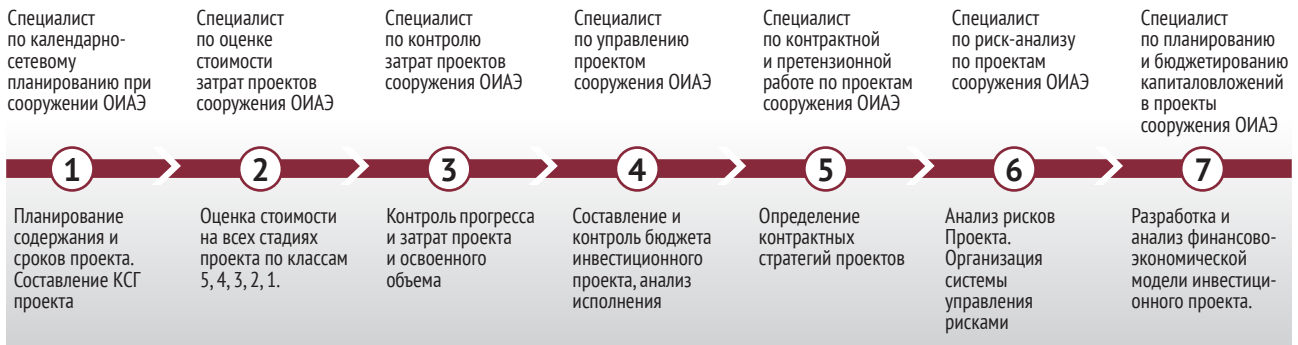 Специалист
по календарно-
сетевому
планированию при
сооружении ОИАЭ
Специалист
по оценке
стоимости
затрат проектов
сооружения ОИАЭ
Специалист
по контролю
затрат проектов
сооружения ОИАЭ
Специалист
по управлению
проектом
сооружения ОИАЭ
Специалист
по контрактной
и претензионной
работе по проектам
сооружения ОИАЭ
Специалист
по риск-анализу
по проектам
сооружения ОИАЭ
Специалист
по планированию
и бюджетированию
капиталовложений
в проекты
сооружения ОИАЭ
1
2
3
4
5
6
7
Планирование
содержания и
сроков проекта.
Составление КСГ
проекта
Оценка стоимости
на всех стадиях
проекта по классам
5, 4, 3, 2, 1.
Контроль прогресса
и затрат проекта
и освоенного
объема
Составление и
контроль бюджета
инвестиционного
проекта, анализ
исполнения
Определение
контрактных
стратегий проектов
Анализ рисков
Проекта.
Организация
системы
управления
рисками
Разработка и
анализ финансово-
экономической
модели инвестици-
онного проекта.